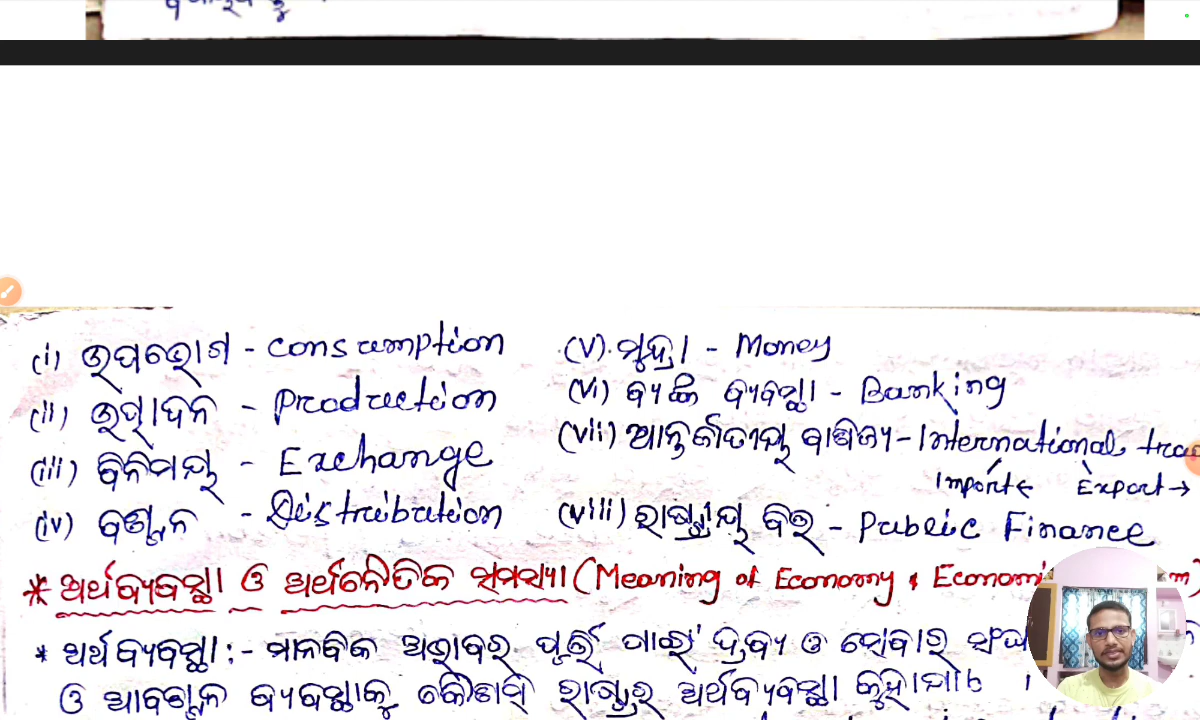 (i) ଉପଭୋଗ - Consumption
(ii) ଉତ୍ପାଦନ - Production
(iii) ବିନିମୟ - Exchange
(iv) ବଣ୍ଟନ - Distribution
(v) ମୁଦ୍ରା - Money
(vi) ବ୍ୟାଙ୍କି ବ୍ୟବସ୍ଥା - Banking
(vii) ଆନ୍ତର୍ଜାତୀୟ ବାଣିଜ୍ୟ - International
Import← Export→
(viii) ରାଷ୍ଟ୍ରୀୟ ବିତ୍ତ - Public Finance
* ଅର୍ଥବ୍ୟବସ୍ଥା ଓ ଅର୍ଥନୈତିକ ସମସ୍ୟା (Meaning of Economy &
* ଅର୍ଥବ୍ୟବସ୍ଥା :- ମାନବିକ ଅଭାବର ପୂର୍ତ୍ତି ପାଇଁ ଦ୍ରବ୍ୟ ଓ ସେବାର
ଓ ଆବଣ୍ଟନ ବ୍ୟବସ୍ଥାକୁ କୌଣସି ରାଷ୍ଟ୍ରର ଅର୍ଥବ୍ୟବସ୍ଥା କୁହାଯାଏ ।